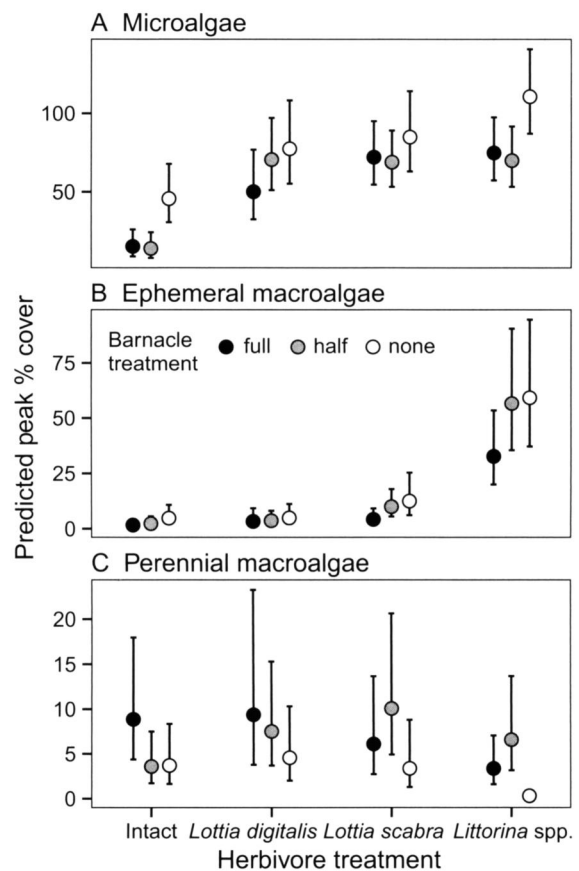 A Microalgae
100
50
B Ephemeral macroalgae
Barnacle treatment
full half none
75
50
25
0
C Perennial macroalgae
20
15
10
5
0
Predicted peak % cover
Intact Lottia digitalis Lottia scabra Littorina spp.
Herbivore treatment